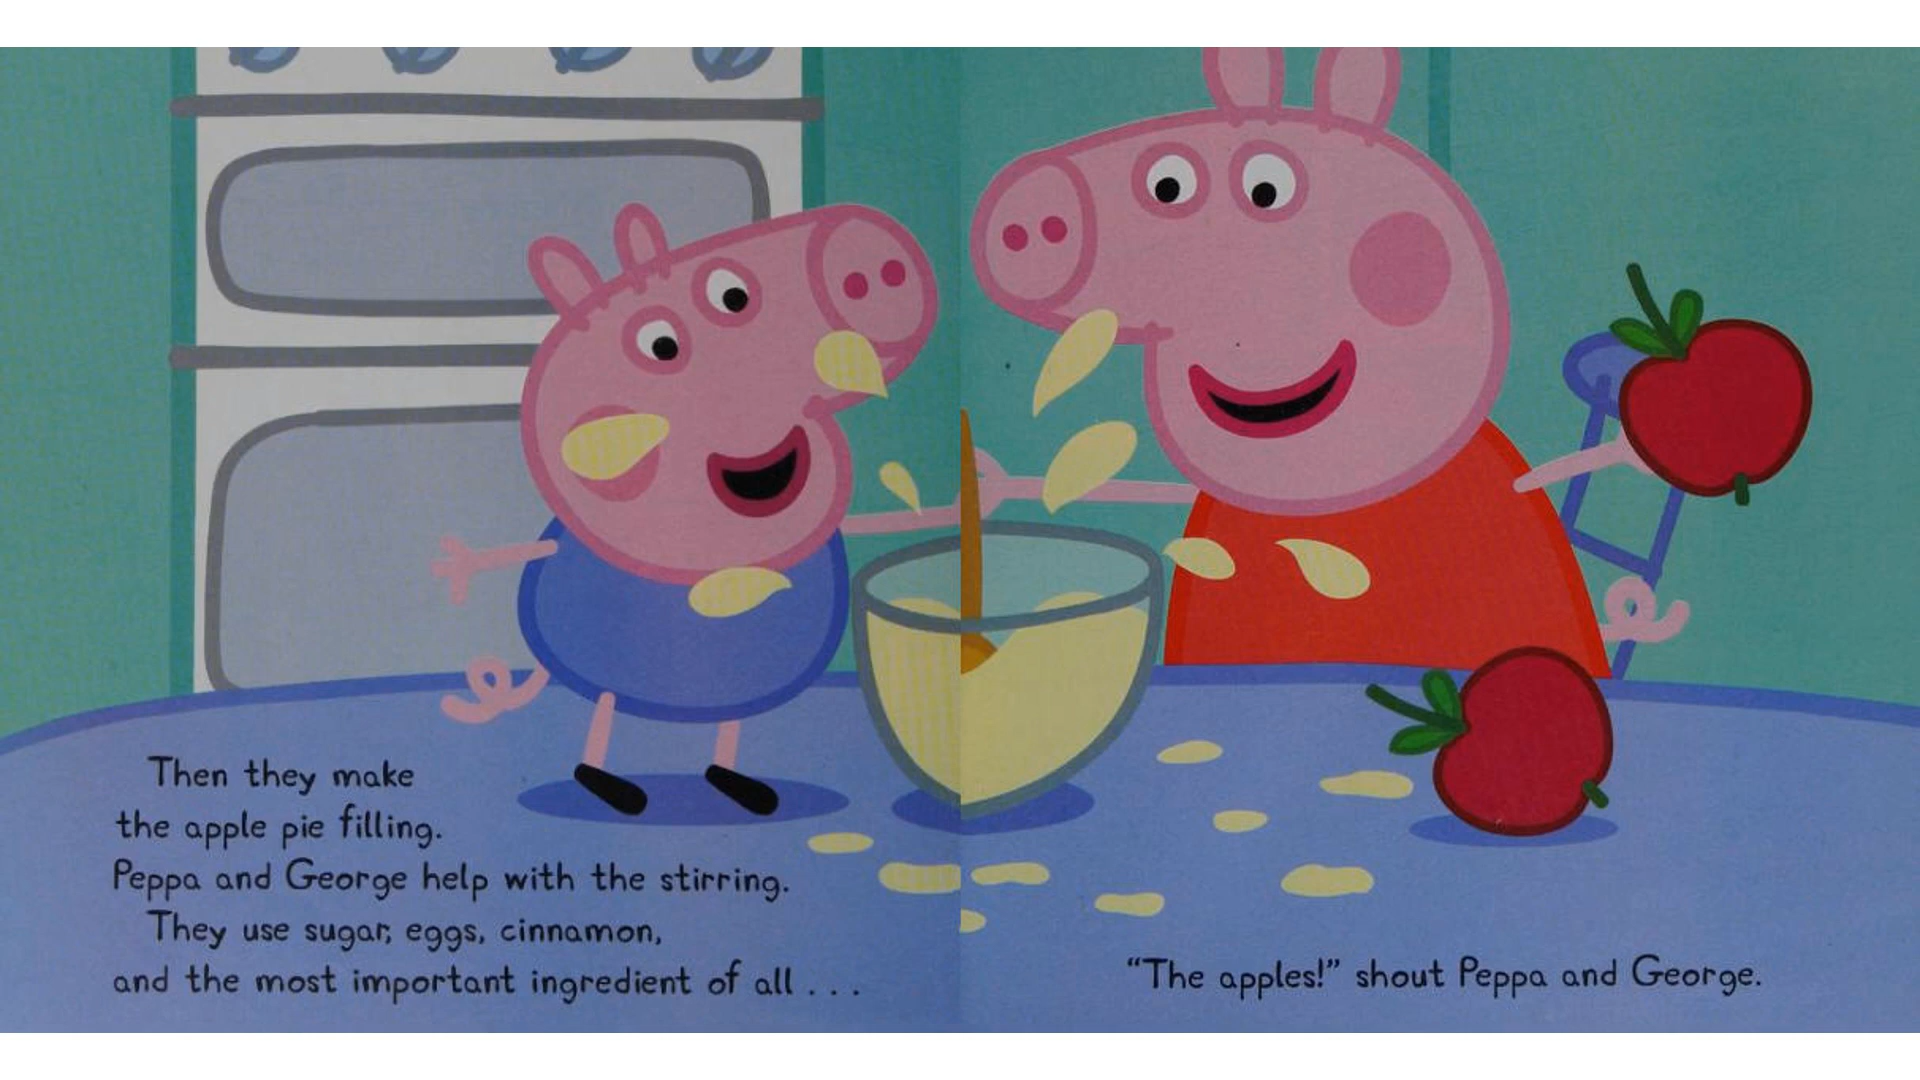 Then they make
the apple pie filling.
Peppa and George help with the stirring.
They use sugar, eggs, cinnamon,
and the most important ingredient of all . . .
“The apples!” shout Peppa and George.